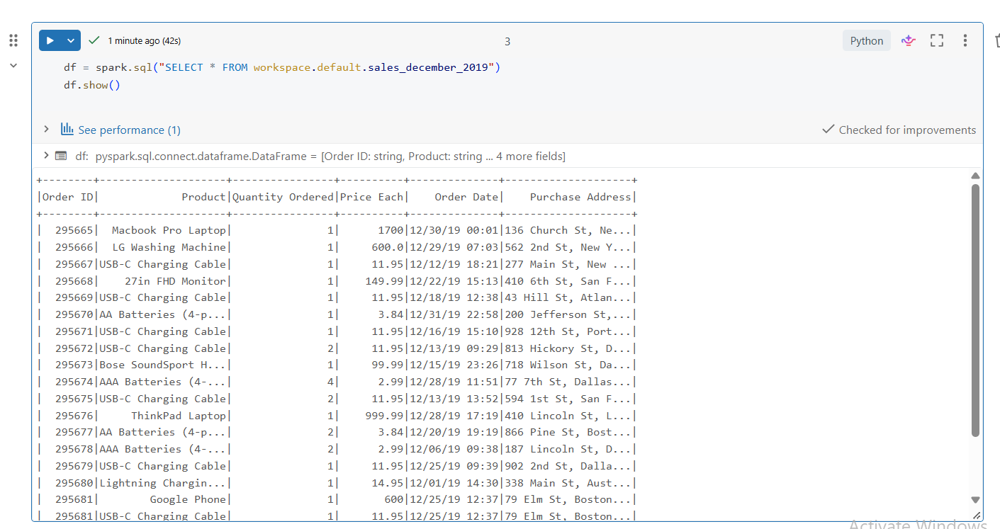 1 minute ago (42s)
3
Python
df = spark.sql("SELECT * FROM workspace.default.sales_december_2019")
df.show()
See performance (1)
Checked for improvements
df: pyspark.sql.connect.dataframe.DataFrame = [Order ID: string, Product: string ... 4 more fields]
+--------+--------------------+----------------+----------+--------------+--------------------+
|Order ID|             Product|Quantity Ordered|Price Each|    Order Date|    Purchase Address|
+--------+--------------------+----------------+----------+--------------+--------------------+
|  295665|  Macbook Pro Laptop|               1|      1700|12/30/19 00:01|136 Church St, Ne...|
|  295666|  LG Washing Machine|               1|     600.0|12/29/19 07:03|562 2nd St, New Y...|
|  295667|USB-C Charging Cable|               1|     11.95|12/12/19 18:21|277 Main St, New ...|
|  295668|    27in FHD Monitor|               1|    149.99|12/22/19 15:13|410 6th St, San F...|
|  295669|USB-C Charging Cable|               1|     11.95|12/18/19 12:38|43 Hill St, Atlan...|
|  295670|AA Batteries (4-p...|               1|      3.84|12/31/19 22:58|200 Jefferson St,...|
|  295671|USB-C Charging Cable|               1|     11.95|12/16/19 15:10|928 12th St, Port...|
|  295672|USB-C Charging Cable|               2|     11.95|12/13/19 09:29|813 Hickory St, D...|
|  295673|Bose SoundSport H...|               1|     99.99|12/15/19 23:26|718 Wilson St, Da...|
|  295674|AAA Batteries (4-...|               4|      2.99|12/28/19 11:51|77 7th St, Dallas...|
|  295675|USB-C Charging Cable|               2|     11.95|12/13/19 13:52|594 1st St, San F...|
|  295676|     ThinkPad Laptop|               1|    999.99|12/28/19 17:19|410 Lincoln St, L...|
|  295677|AA Batteries (4-p...|               2|      3.84|12/20/19 19:19|866 Pine St, Bost...|
|  295678|AAA Batteries (4-...|               2|      2.99|12/06/19 09:38|187 Lincoln St, D...|
|  295679|USB-C Charging Cable|               1|     11.95|12/25/19 09:39|902 2nd St, Dalla...|
|  295680|Lightning Chargin...|               1|     14.95|12/01/19 14:30|338 Main St, Aust...|
|  295681|        Google Phone|               1|       600|12/25/19 12:37|79 Elm St, Boston...|
|  295681|USB-C Charging Cable|               1|     11.95|12/25/19 12:37|79 Elm St, Boston...|
Activate Windows